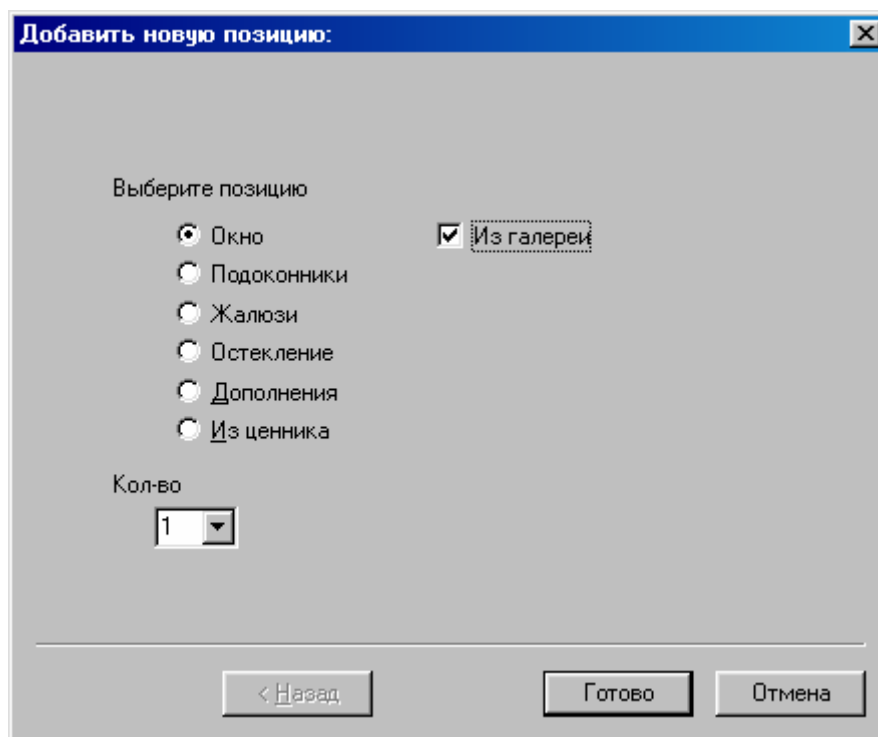 Добавить новую позицию:
Выберите позицию
Окно
Из галереи
Подоконники
Жалюзи
Остекление
Дополнения
Из ценника
Кол-во
1
< Назад
Готово
Отмена